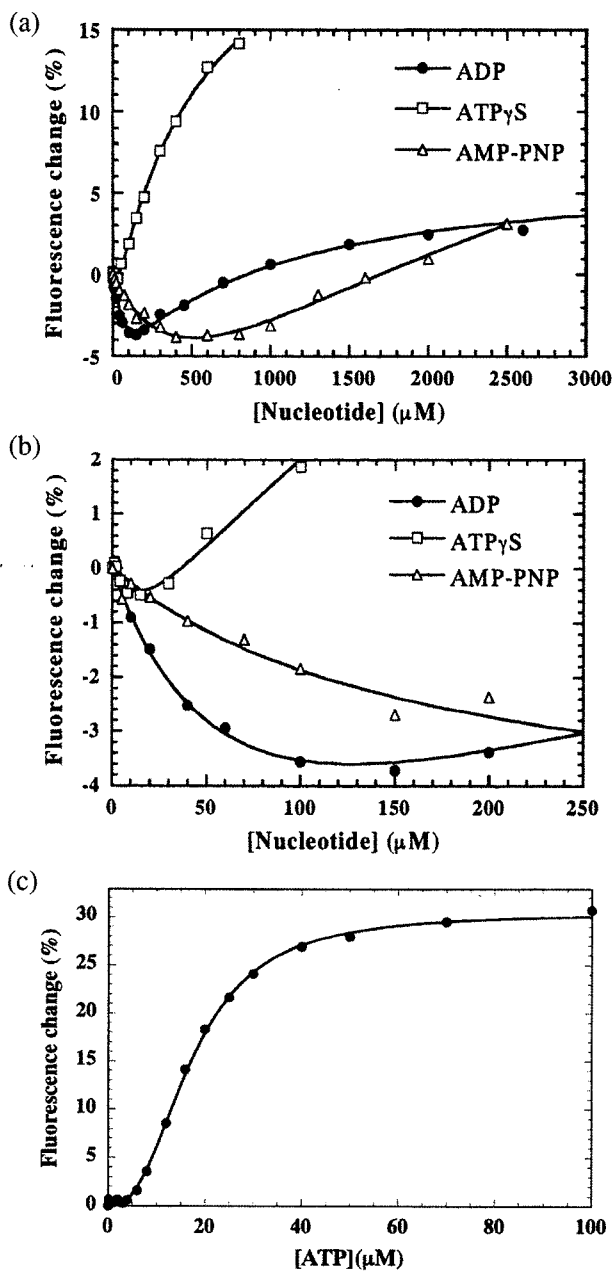 (a)
15
10
5
0
-5
Fluorescence change (%)
ADP
ATPγS
AMP-PNP
0 500 1000 1500 2000 2500 3000
[Nucleotide] (μM)
(b)
2
1
0
-1
-2
-3
-4
Fluorescence change (%)
ADP
ATPγS
AMP-PNP
0 50 100 150 200 250
[Nucleotide] (μM)
(c)
30
25
20
15
10
5
0
Fluorescence change (%)
0 20 40 60 80 100
[ATP](μM)